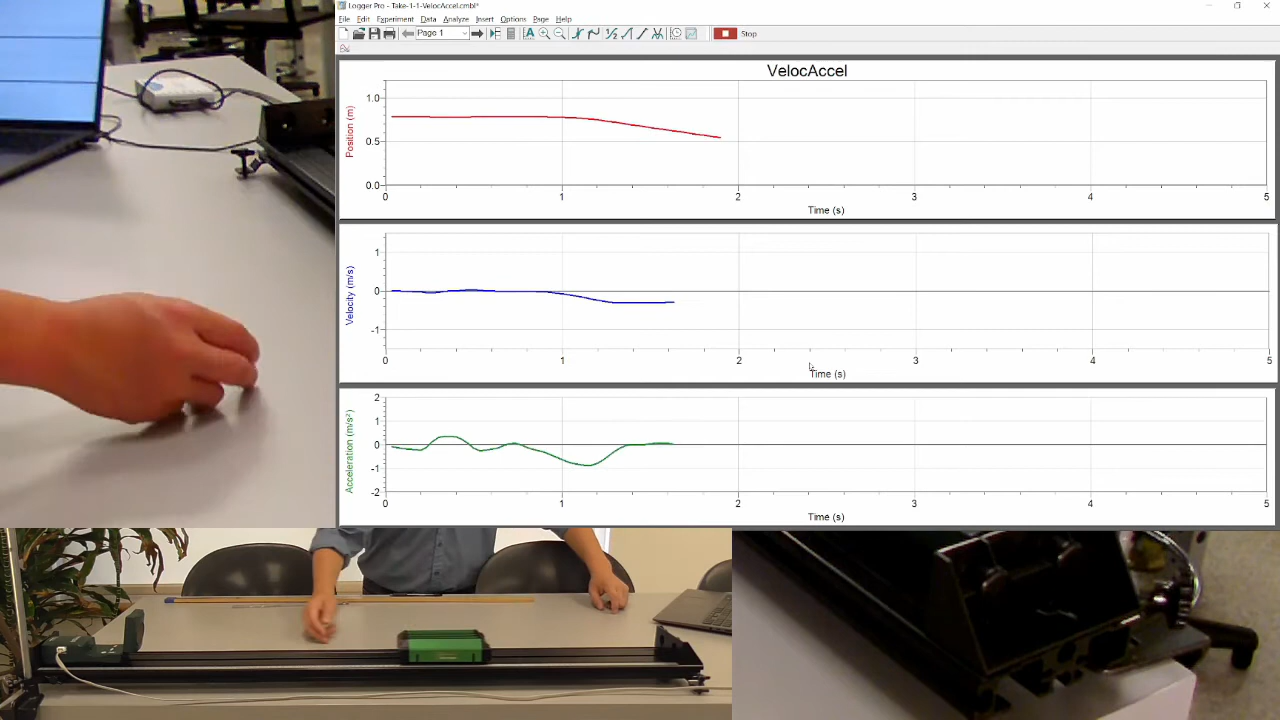 Logger Pro - Take-1-1-VelocAccel.cmbl*
File Edit Experiment Data Analyze Insert Options Page Help
Page 1
Stop
VelocAccel
Position (m)
1.0
0.5
0.0
0 1 2 3 4 5
Time (s)
Velocity (m/s)
1
0
-1
0 1 2 3 4 5
Time (s)
Acceleration (m/s²)
2
1
0
-1
-2
0 1 2 3 4 5
Time (s)